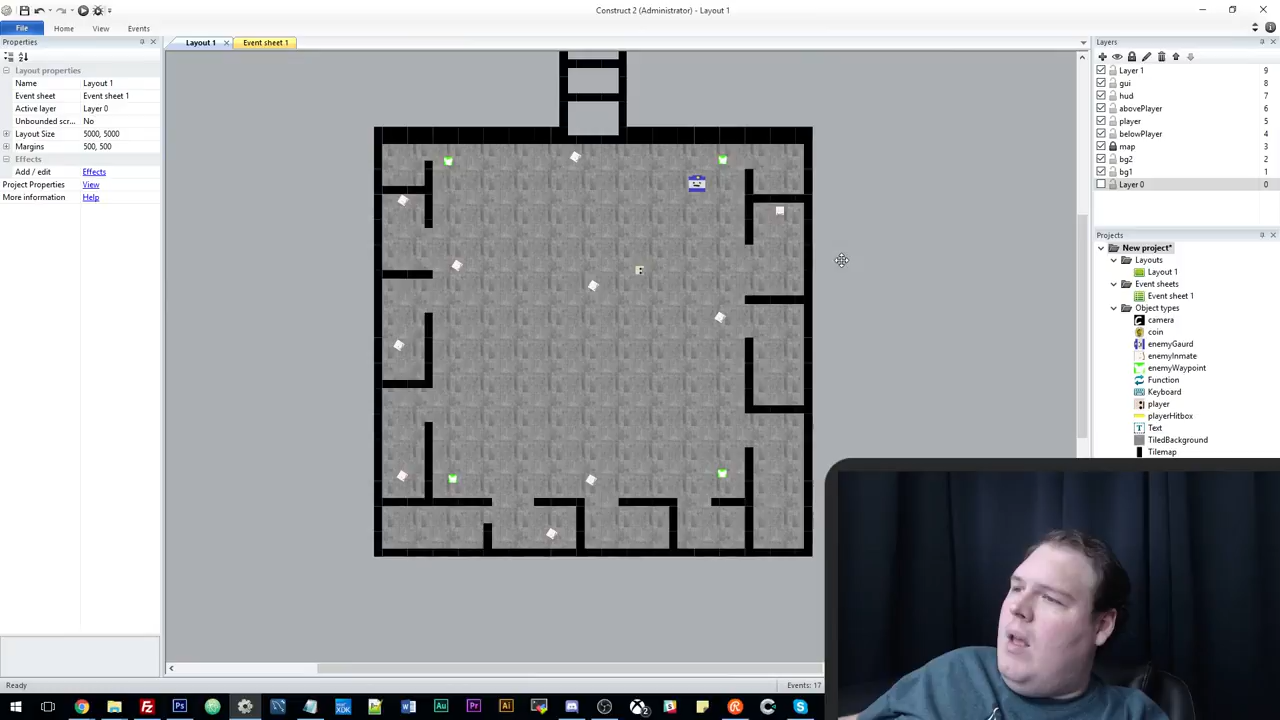 Construct 2 (Administrator) - Layout 1
File Home View Events
Properties
Layout 1 Event sheet 1
Layers
Layout properties
Name Layout 1
Event sheet Event sheet 1
Active layer Layer 0
Unbounded scr... No
Layout Size 5000, 5000
Margins 500, 500
Effects
Add / edit Effects
Project Properties View
More information Help
Layer 1 9
gui 8
hud 7
abovePlayer 6
player 5
belowPlayer 4
map 3
bg2 2
bg1 1
Layer 0 0
Projects
New project*
Layouts
Layout 1
Event sheets
Event sheet 1
Object types
camera
coin
enemyGaurd
enemyInmate
enemyWaypoint
Function
Keyboard
player
playerHitbox
Text
TiledBackground
Tilemap
Ready
Events: 17